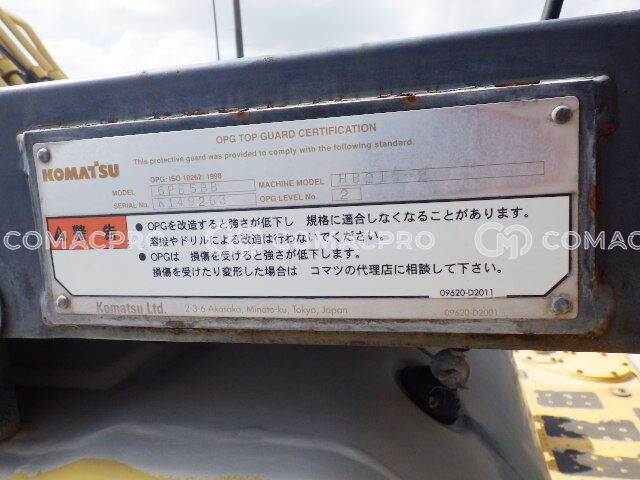 OPG TOP GUARD CERTIFICATION
This protective guard was provided to comply with the following standard.
KOMATSU
OPG: ISO 10262: 1998
MODEL 6PB5BB MACHINE MODEL
SERIAL No. K149263 OPG LEVEL No. 2
警告
● OPGを改造すると強さが低下し 規格に適合しなくなることがあります。
溶接やドリルによる改造は行わないでください。
● OPGは 損傷を受けると強さが低下します。
損傷を受けたり変形した場合は コマツの代理店に相談して下さい。
09620-D2011
Komatsu Ltd. 2-3-6 Akasaka, Minato-ku, Tokyo, Japan 09620-D2001
COMACPRO COMACPRO COMACPRO